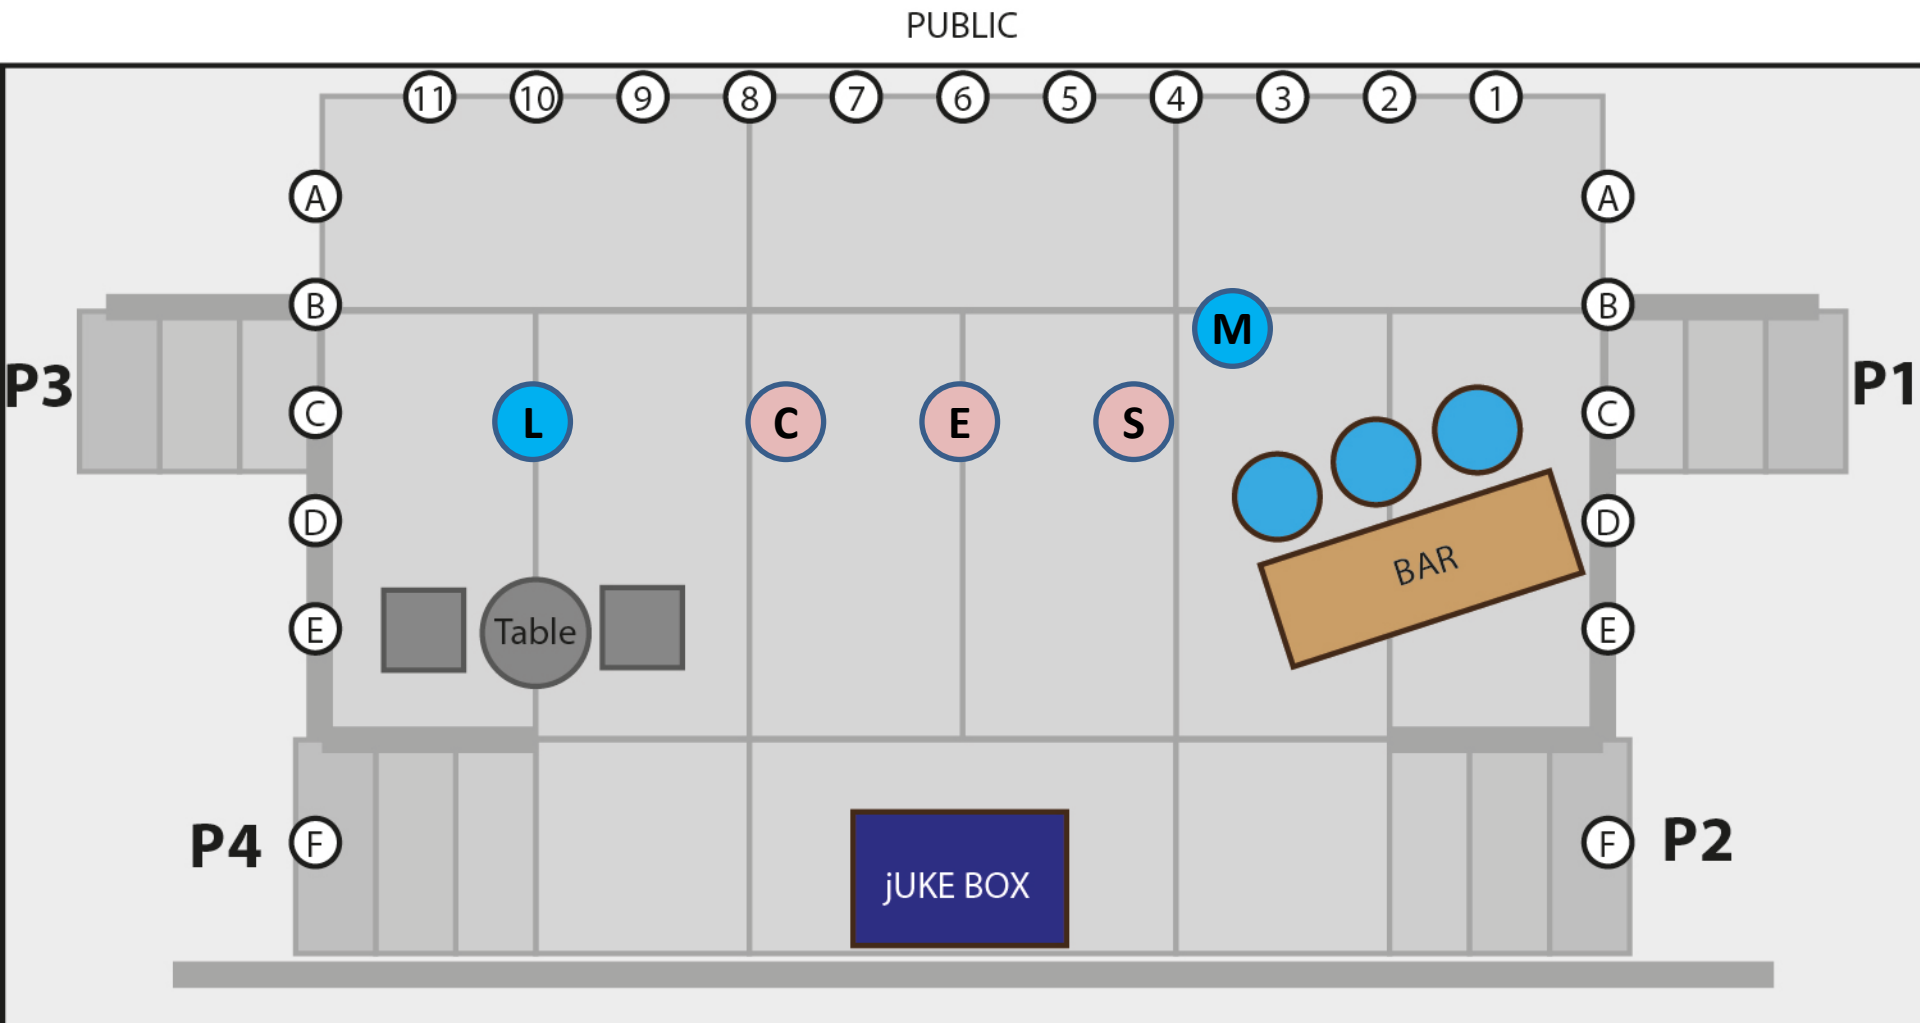 PUBLIC
11 10 9 8 7 6 5 4 3 2 1
A A
B B
M
P3 P1
C L C E S C
D D
BAR
E Table E
P4 F F P2
jUKE BOX